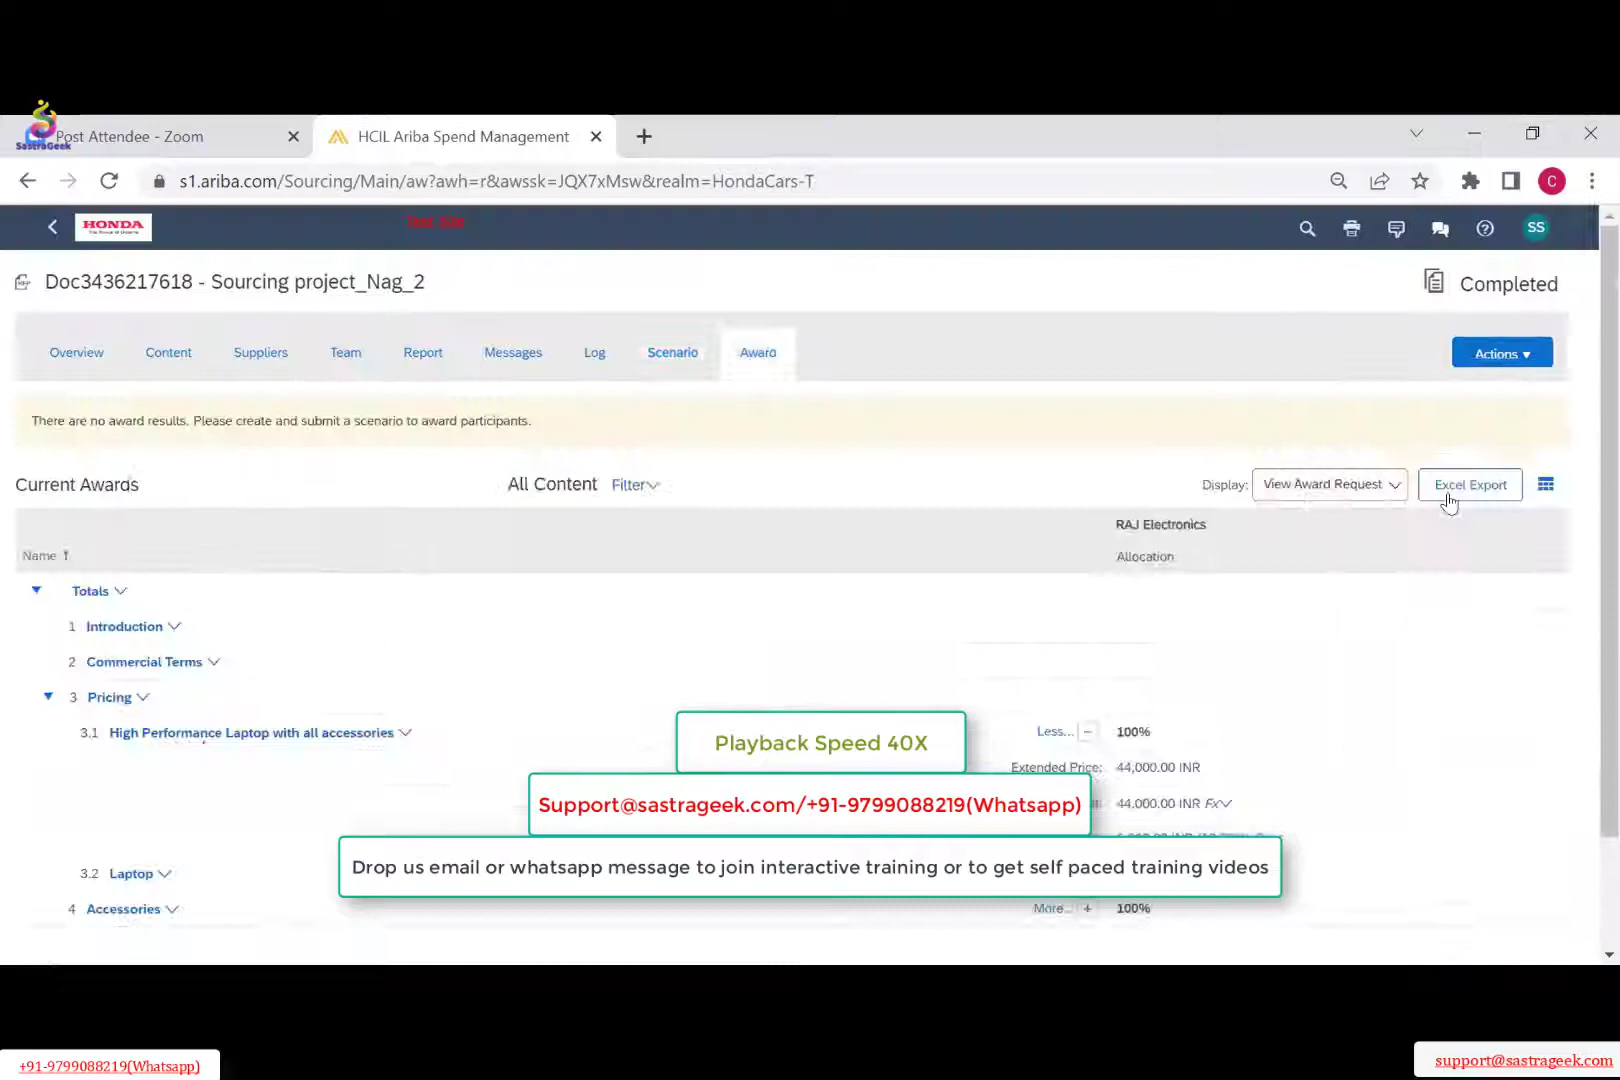 SastraGeek
Post Attendee - Zoom
HCIL Ariba Spend Management
s1.ariba.com/Sourcing/Main/aw?awh=r&awssk=JQX7xMsw&realm=HondaCars-T
C
HONDA
Test Site
SS
Doc3436217618 - Sourcing project_Nag_2
Completed
Overview
Content
Suppliers
Team
Report
Messages
Log
Scenario
Award
Actions
There are no award results. Please create and submit a scenario to award participants.
Current Awards
All Content
Filter
Display:
View Award Request
Excel Export
RAJ Electronics
Name
Allocation
Totals
1 Introduction
2 Commercial Terms
3 Pricing
3.1 High Performance Laptop with all accessories
Less...
100%
Playback Speed 40X
Extended Price:
44,000.00 INR
Support@sastrageek.com/+91-9799088219(Whatsapp)
44,000.00 INR Fx
Drop us email or whatsapp message to join interactive training or to get self paced training videos
3.2 Laptop
4 Accessories
More...
100%
+91-9799088219(Whatsapp)
support@sastrageek.com